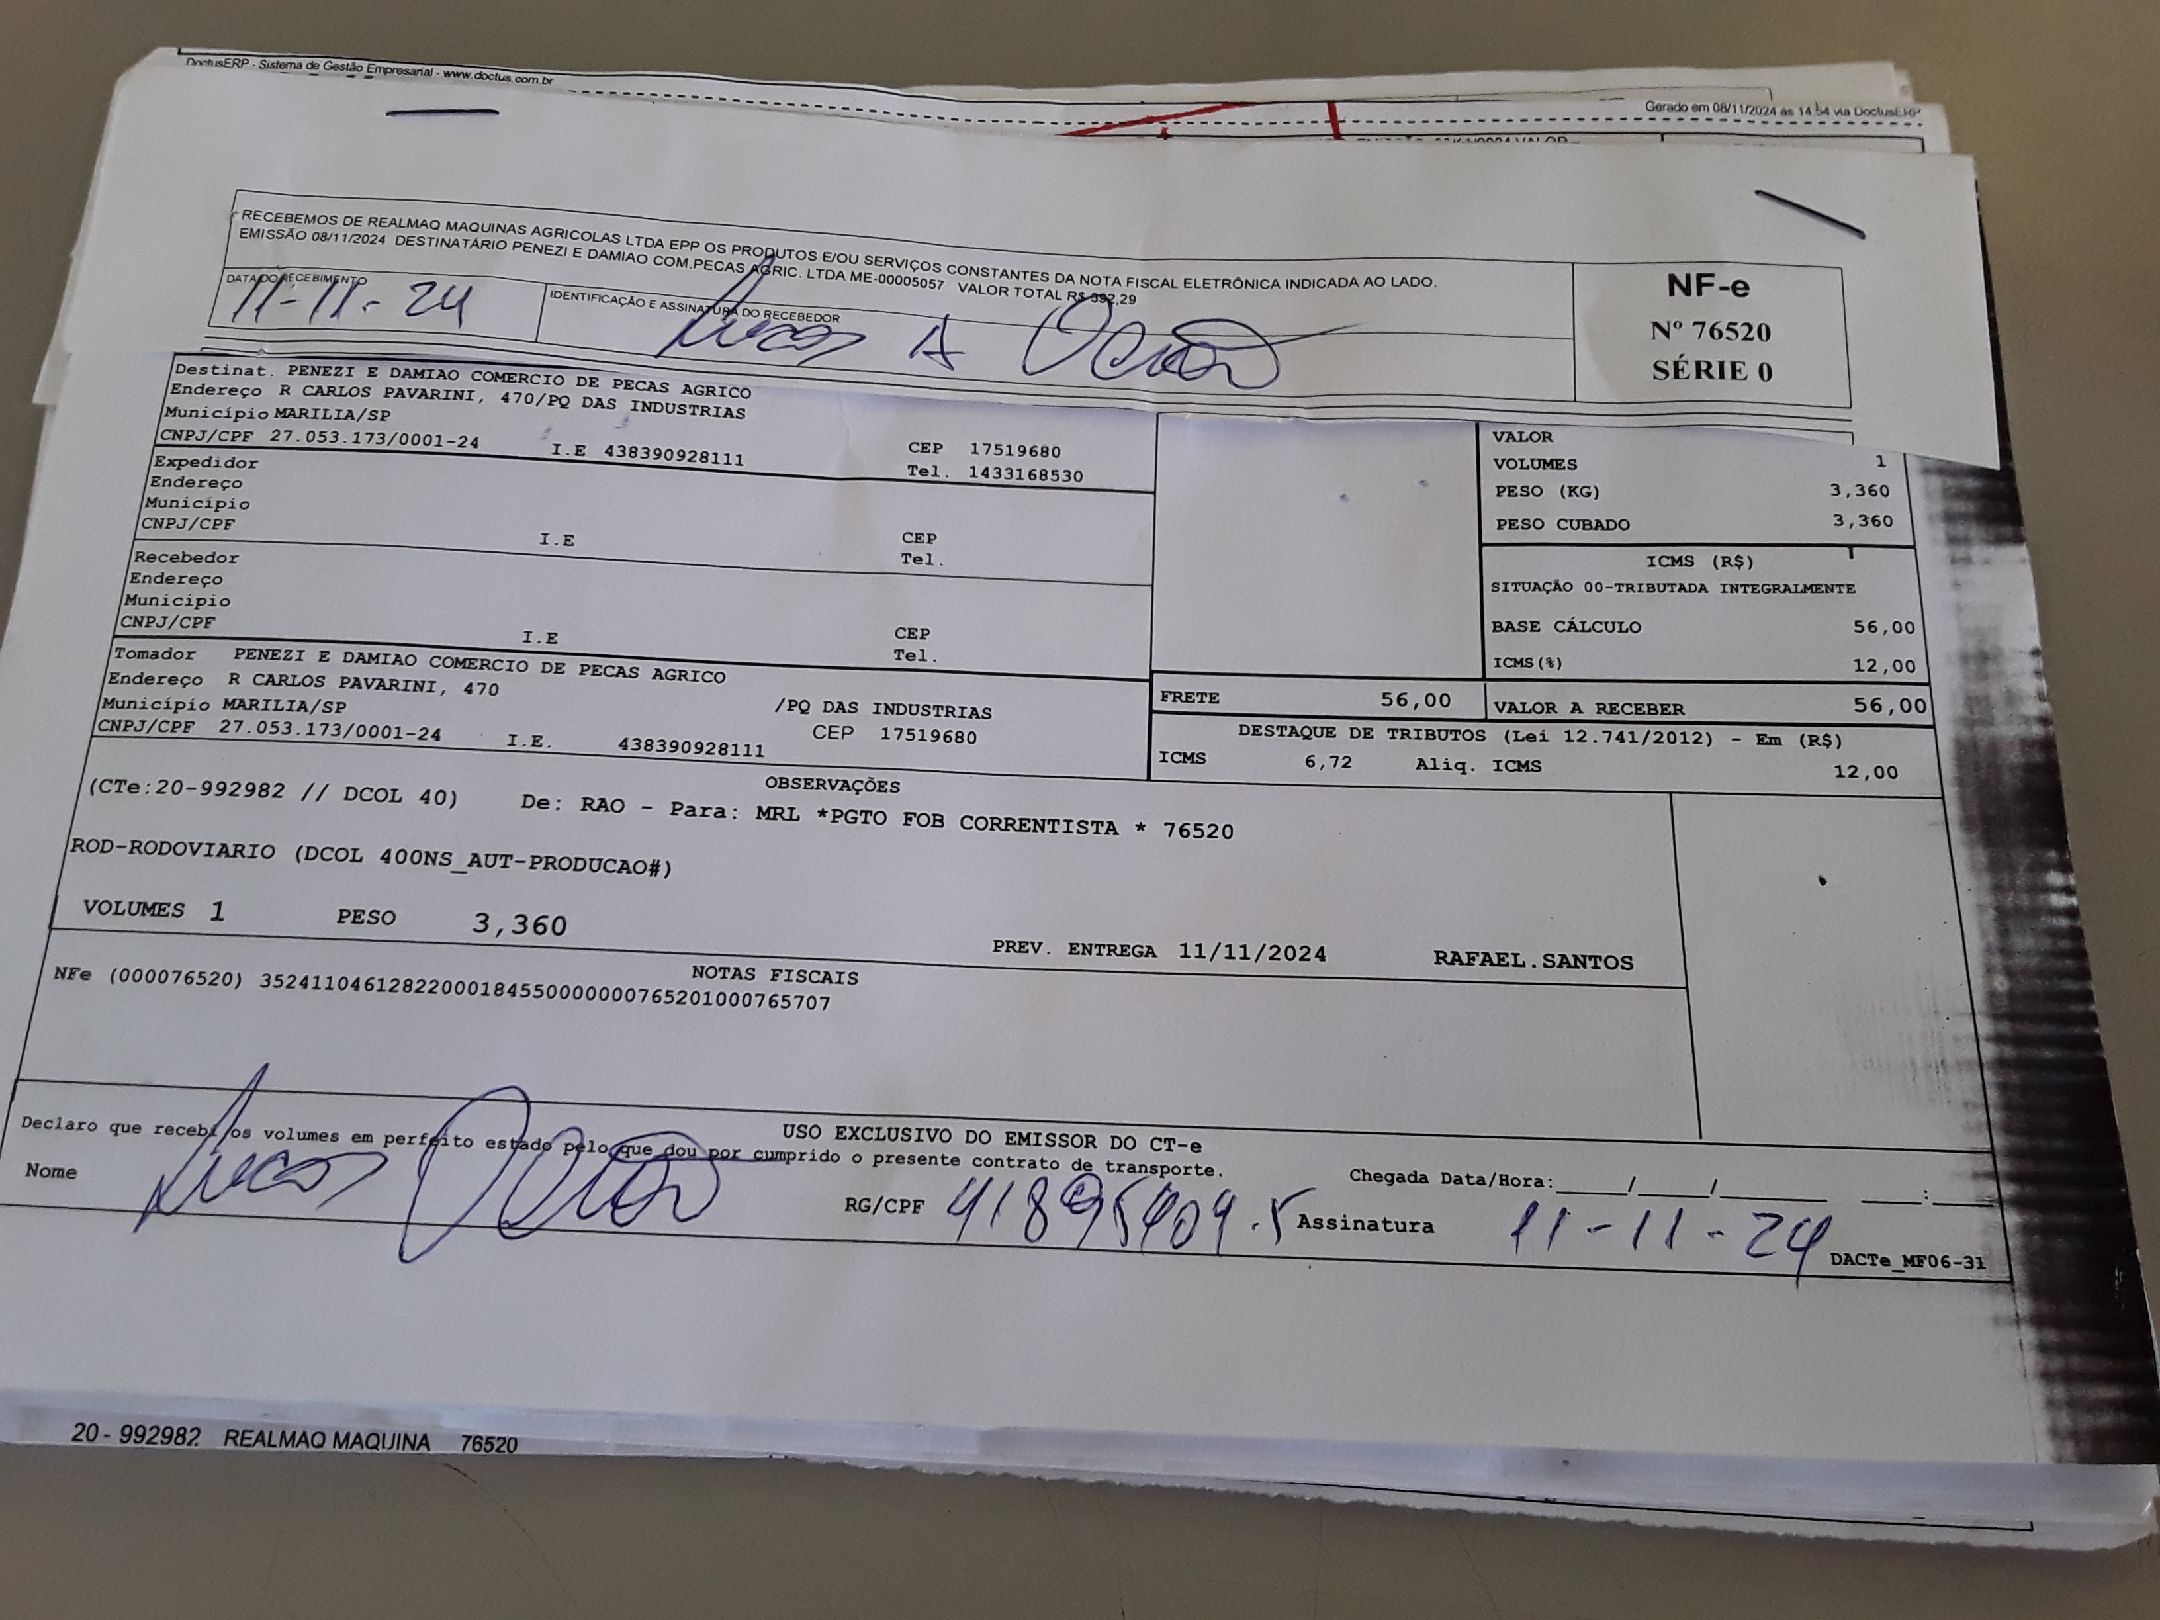 DoctusERP - Sistema de Gestão Empresarial - www.doctus.com.br
Gerado em 08/11/2024 às 14:54 via DoctusERP
RECEBEMOS DE REALMAQ MAQUINAS AGRICOLAS LTDA EPP OS PRODUTOS E/OU SERVIÇOS CONSTANTES DA NOTA FISCAL ELETRÔNICA INDICADA AO LADO.
EMISSÃO 08/11/2024 DESTINATÁRIO PENEZI E DAMIAO COM.PECAS AGRIC. LTDA ME-00005057 VALOR TOTAL R$ 392,29
DATA DO RECEBIMENTO
11-11-24
IDENTIFICAÇÃO E ASSINATURA DO RECEBEDOR
Lucas A
NF-e
Nº 76520
SÉRIE 0
Destinat. PENEZI E DAMIAO COMERCIO DE PECAS AGRICO
Endereço R CARLOS PAVARINI, 470/PQ DAS INDUSTRIAS
Município MARILIA/SP
CEP 17519680
CNPJ/CPF 27.053.173/0001-24 I.E 438390928111 Tel. 1433168530
Expedidor
Endereço
Município
CEP
CNPJ/CPF I.E Tel.
Recebedor
Endereço
Municipio
CEP
CNPJ/CPF I.E Tel.
Tomador PENEZI E DAMIAO COMERCIO DE PECAS AGRICO
Endereço R CARLOS PAVARINI, 470 /PQ DAS INDUSTRIAS
Município MARILIA/SP CEP 17519680
CNPJ/CPF 27.053.173/0001-24 I.E. 438390928111
VALOR
VOLUMES 1
PESO (KG) 3,360
PESO CUBADO 3,360
ICMS (R$)
SITUAÇÃO 00-TRIBUTADA INTEGRALMENTE
BASE CÁLCULO 56,00
ICMS(%) 12,00
FRETE 56,00 VALOR A RECEBER 56,00
DESTAQUE DE TRIBUTOS (Lei 12.741/2012) - Em (R$)
ICMS 6,72 Aliq. ICMS 12,00
OBSERVAÇÕES
(CTe:20-992982 // DCOL 40) De: RAO - Para: MRL *PGTO FOB CORRENTISTA * 76520
ROD-RODOVIARIO (DCOL 400NS_AUT-PRODUCAO#)
VOLUMES 1 PESO 3,360 PREV. ENTREGA 11/11/2024 RAFAEL.SANTOS
NOTAS FISCAIS
NFe (000076520) 35241104612822000184550000000765201000765707
USO EXCLUSIVO DO EMISSOR DO CT-e
Declaro que recebi os volumes em perfeito estado pelo que dou por cumprido o presente contrato de transporte.
Chegada Data/Hora:____/____/______ ___:___
Nome Lucas
RG/CPF
Assinatura 11-11-24
DACTe_MF06-31
20 - 992982 REALMAQ MAQUINA 76520